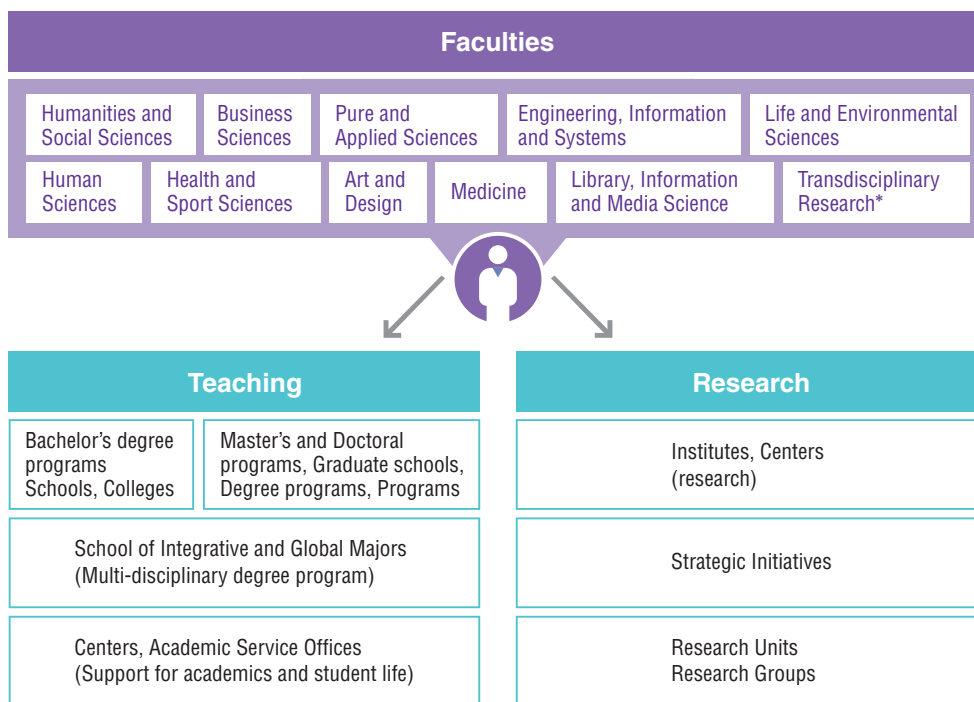 Faculties
Humanities and
Social Sciences
Business
Sciences
Pure and
Applied Sciences
Engineering, Information
and Systems
Life and Environmental
Sciences
Human
Sciences
Health and
Sport Sciences
Art and
Design
Medicine
Library, Information
and Media Science
Transdisciplinary
Research*
Teaching
Bachelor's degree
programs
Schools, Colleges
Master's and Doctoral
programs, Graduate schools,
Degree programs, Programs
School of Integrative and Global Majors
(Multi-disciplinary degree program)
Centers, Academic Service Offices
(Support for academics and student life)
Research
Institutes, Centers
(research)
Strategic Initiatives
Research Units
Research Groups